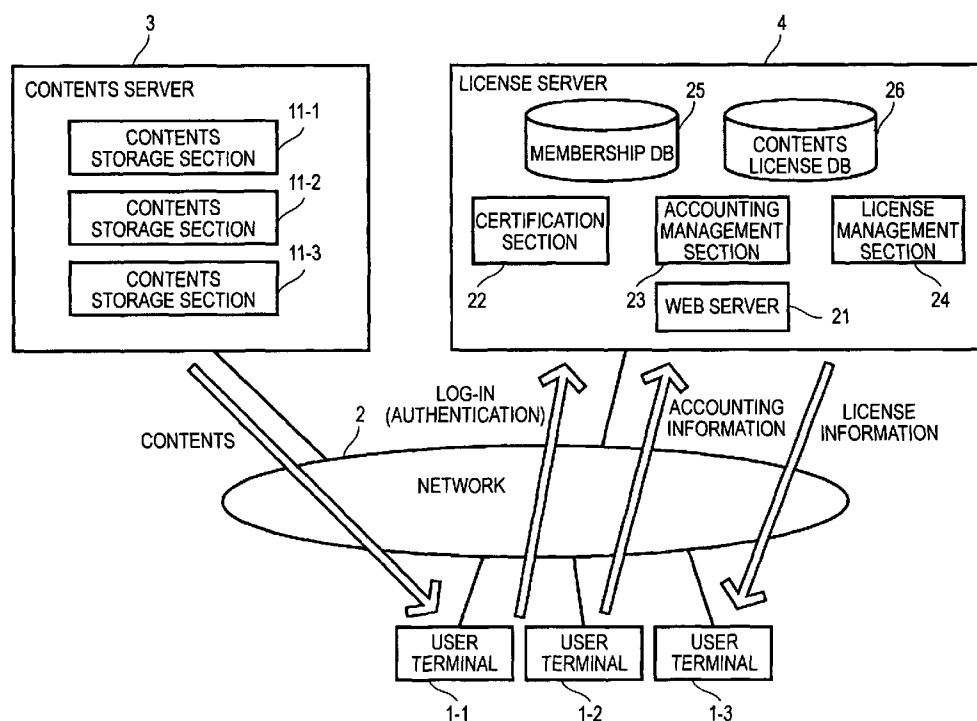 3
4
CONTENTS SERVER
11-1
CONTENTS
STORAGE SECTION
11-2
CONTENTS
STORAGE SECTION
11-3
CONTENTS
STORAGE SECTION
LICENSE SERVER
25
26
MEMBERSHIP DB
CONTENTS
LICENSE DB
CERTIFICATION
SECTION
ACCOUNTING
MANAGEMENT
SECTION
LICENSE
MANAGEMENT
SECTION
22
23
24
WEB SERVER
21
CONTENTS
2
LOG-IN
(AUTHENTICATION)
ACCOUNTING
INFORMATION
LICENSE
INFORMATION
NETWORK
USER
TERMINAL
USER
TERMINAL
USER
TERMINAL
1-1
1-2
1-3